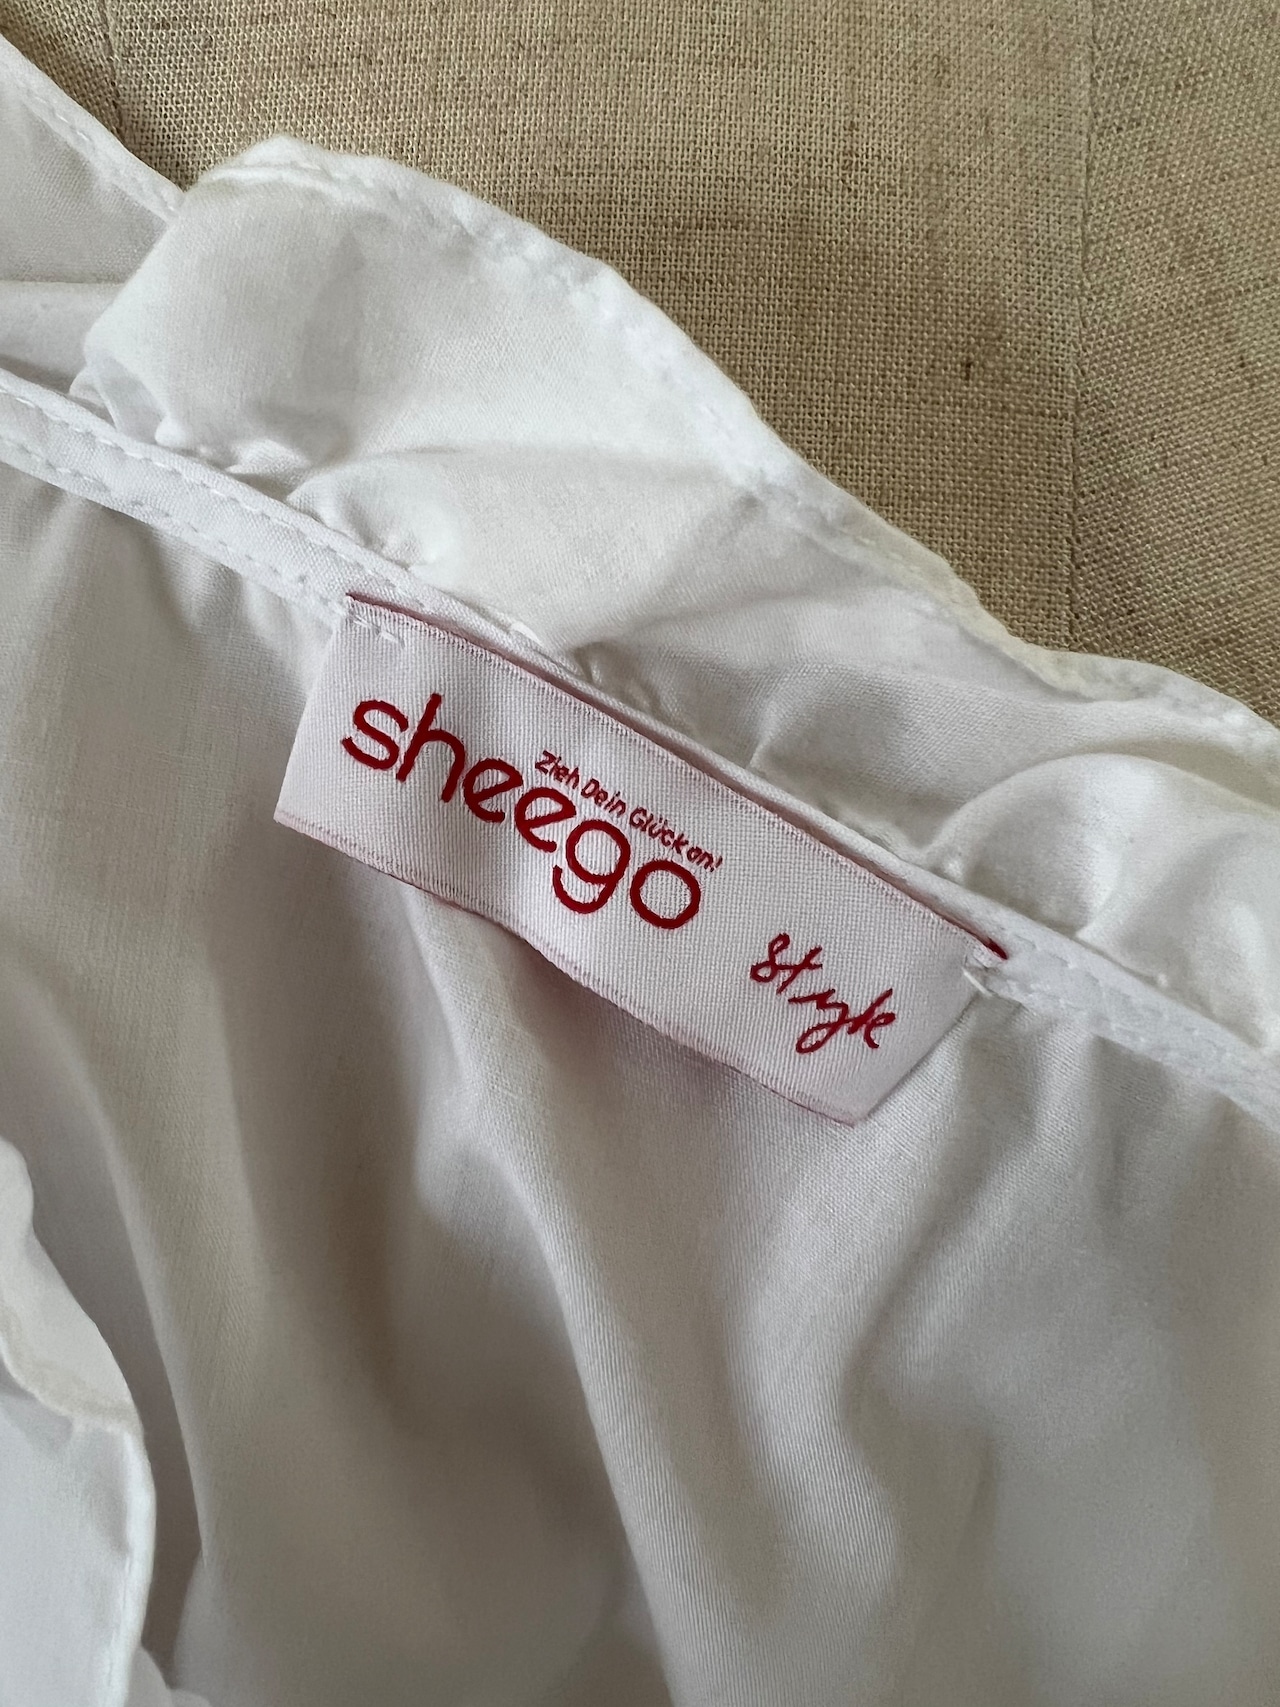 Zieh Dein Glück an!
sheego
Style